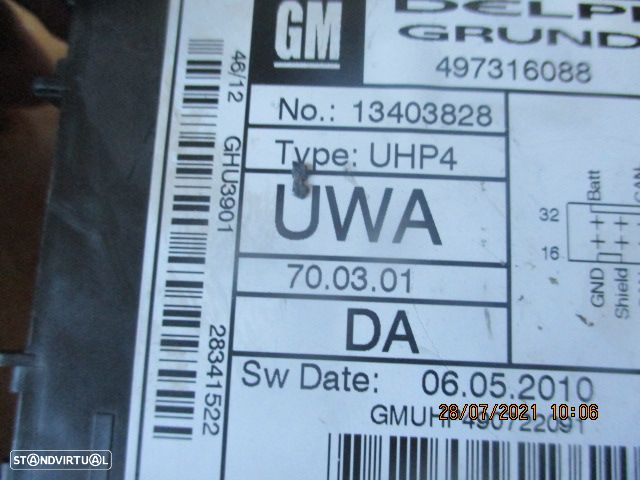 GM
GRUND
497316088
No.: 13403828
Type: UHP4
UWA
70.03.01
DA
Sw Date: 06.05.2010
46/12 GHU3901
28341522
32
16
GND
Shield
Batt
CAN
28/07/2021 10:06
STANDVIRTUAL